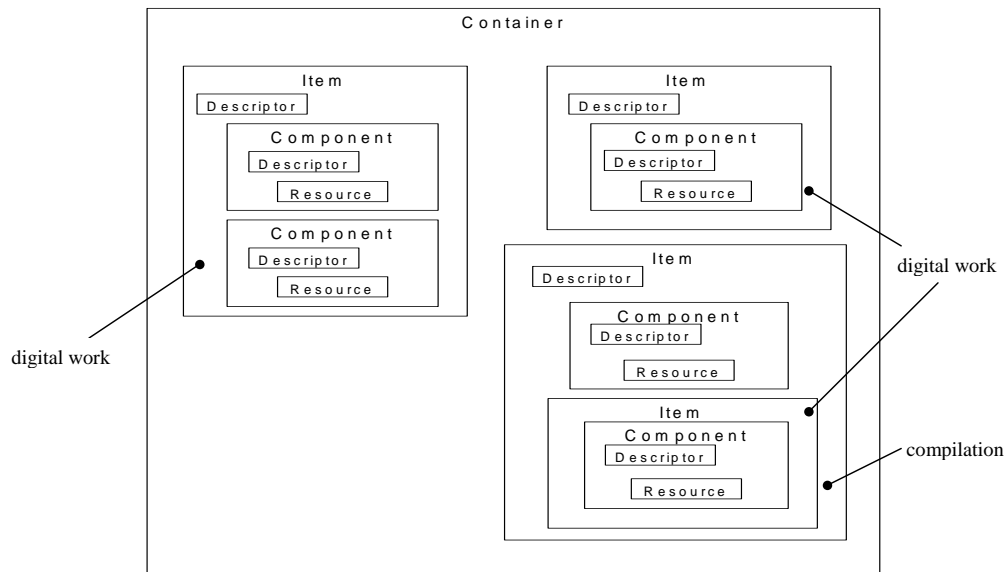 Container
Item
Descriptor
Component
Descriptor
Resource
Component
Descriptor
Resource
digital work
Item
Descriptor
Component
Descriptor
Resource
digital work
Item
Descriptor
Component
Descriptor
Resource
Item
Component
Descriptor
Resource
compilation